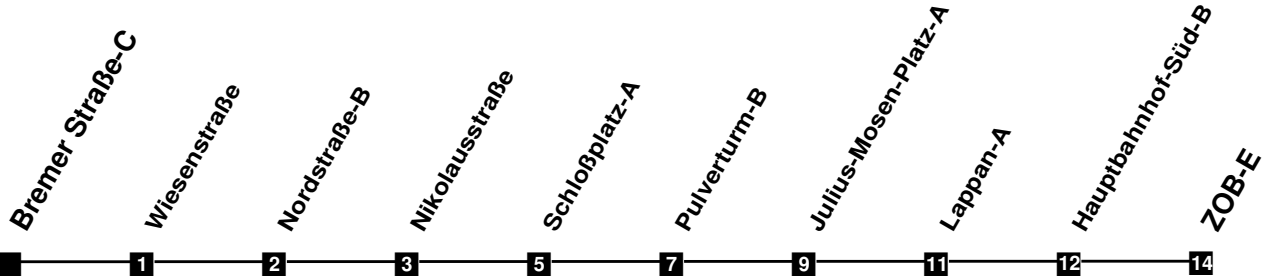 Bremer Straße-C
Wiesenstraße
Nordstraße-B
Nikolausstraße
Schloßplatz-A
Pulverturm-B
Julius-Mosen-Platz-A
Lappan-A
Hauptbahnhof-Süd-B
ZOB-E
1 2 3 5 7 9 11 12 14